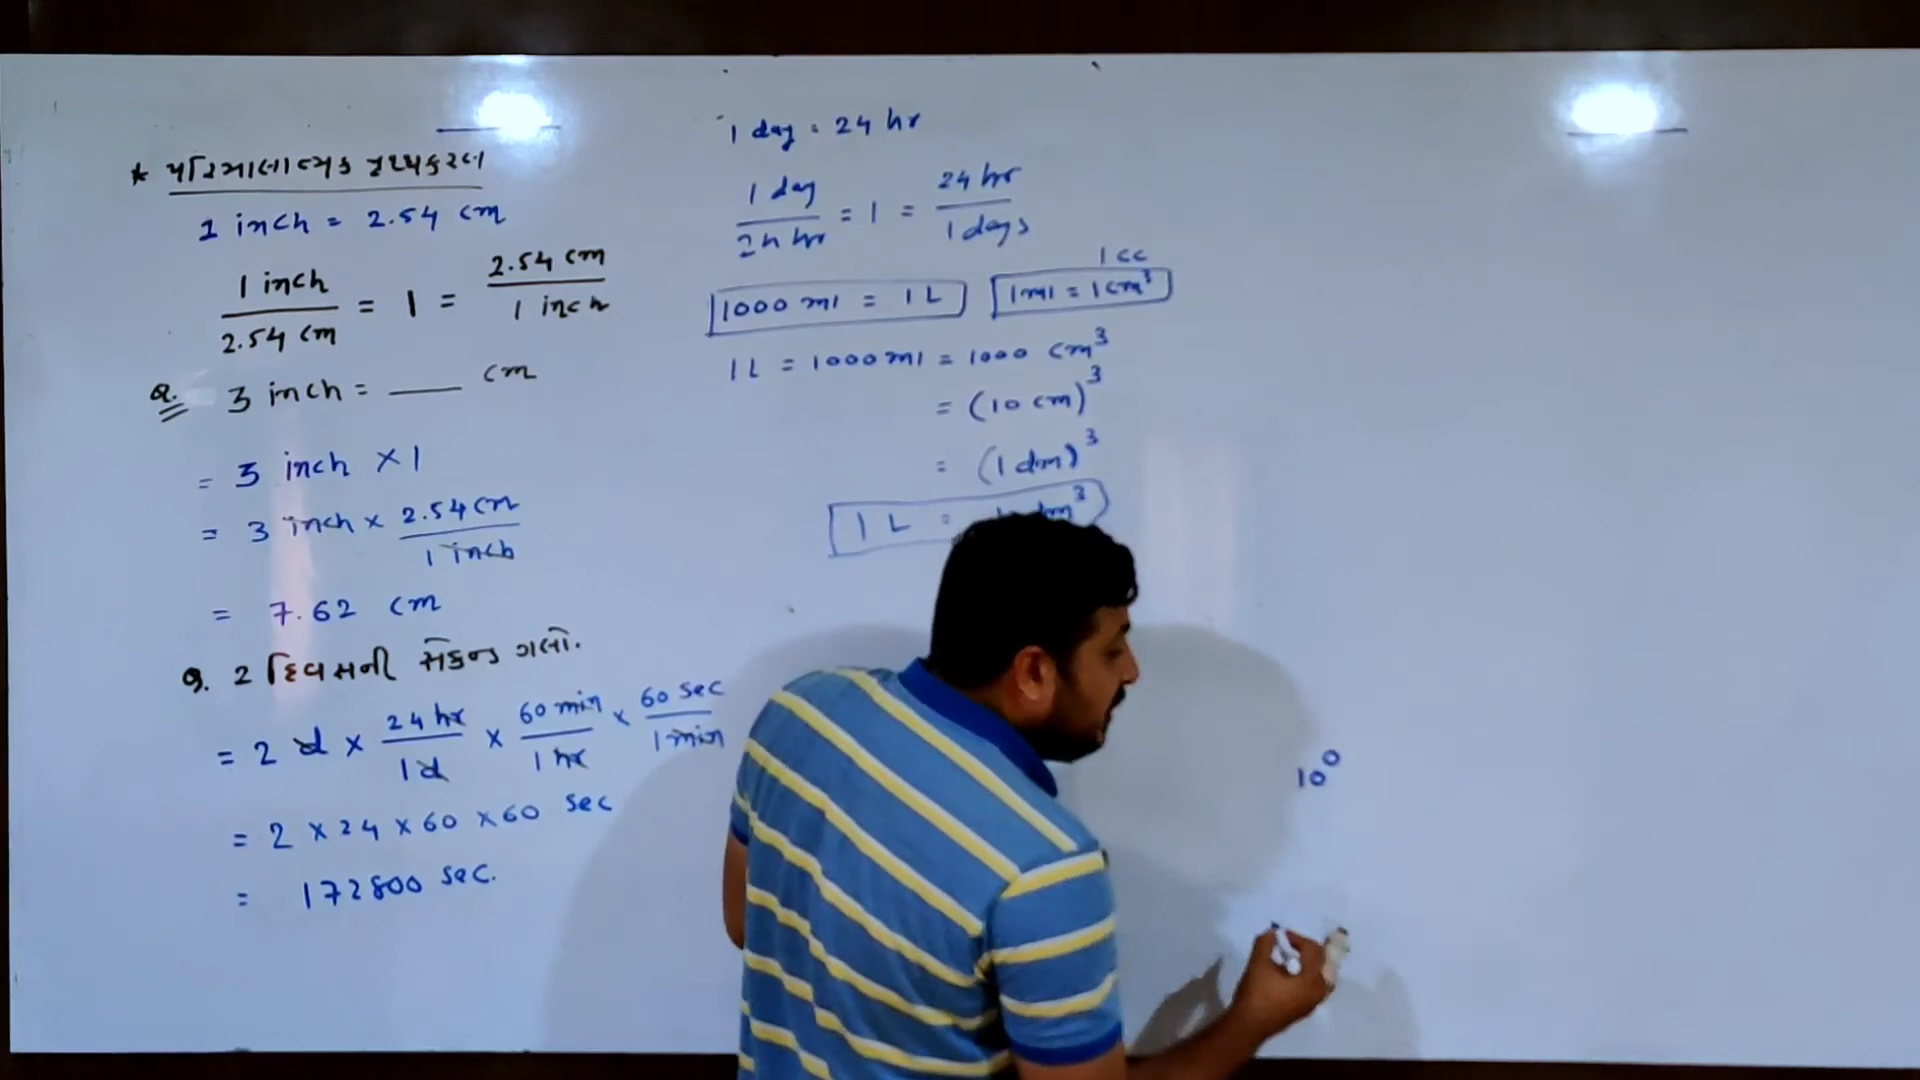 * પરિમાણાત્મક પૃથ્થકરણ
1 inch = 2.54 cm
1 inch / 2.54 cm = 1 = 2.54 cm / 1 inch
Q. 3 inch = ___ cm
= 3 inch × 1
= 3 inch × 2.54 cm / 1 inch
= 7.62 cm
Q. 2 દિવસની સેકન્ડ ગણો.
= 2 d × 24 hr / 1 d × 60 min / 1 hr × 60 sec / 1 min
= 2 × 24 × 60 × 60 sec
= 172800 sec.
1 day = 24 hr
1 day / 24 hr = 1 = 24 hr / 1 days
1 cc
1000 ml = 1 L
1 ml = 1 cm³
1 L = 1000 ml = 1000 cm³
= (10 cm)³
= (1 dm)³
1 L = dm³
10⁰